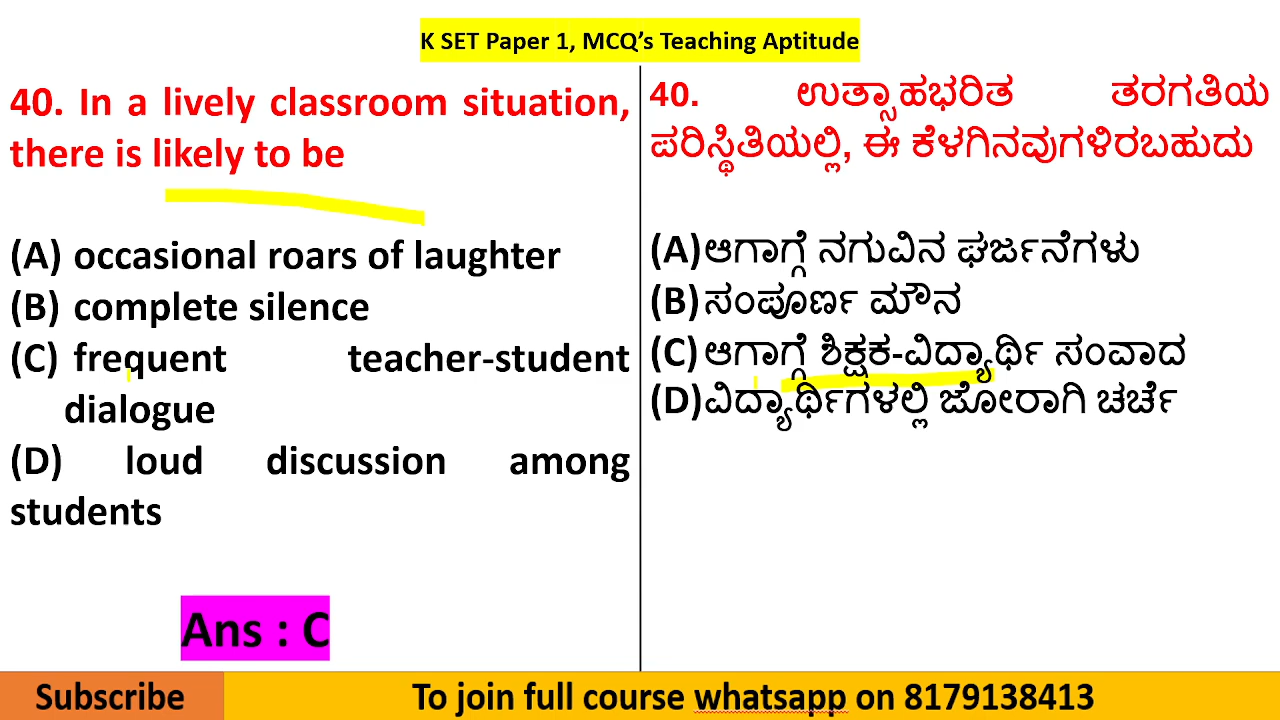 K SET Paper 1, MCQ’s Teaching Aptitude
40. In a lively classroom situation,
there is likely to be
(A) occasional roars of laughter
(B) complete silence
(C) frequent teacher-student
dialogue
(D) loud discussion among
students
Ans : C
40. ಉತ್ಸಾಹಭರಿತ ತರಗತಿಯ
ಪರಿಸ್ಥಿತಿಯಲ್ಲಿ, ಈ ಕೆಳಗಿನವುಗಳಿರಬಹುದು
(A) ಆಗಾಗ್ಗೆ ನಗುವಿನ ಘರ್ಜನೆಗಳು
(B) ಸಂಪೂರ್ಣ ಮೌನ
(C) ಆಗಾಗ್ಗೆ ಶಿಕ್ಷಕ-ವಿದ್ಯಾರ್ಥಿ ಸಂವಾದ
(D) ವಿದ್ಯಾರ್ಥಿಗಳಲ್ಲಿ ಜೋರಾಗಿ ಚರ್ಚೆ
Subscribe
To join full course whatsapp on 8179138413